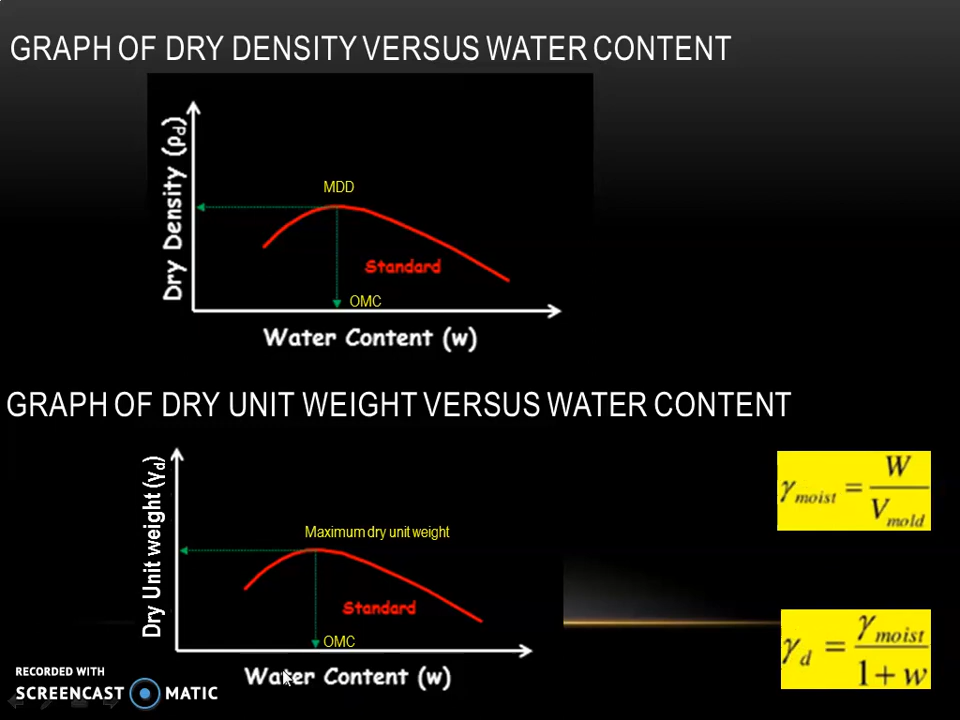 GRAPH OF DRY DENSITY VERSUS WATER CONTENT
Dry Density (ρd)
MDD
Standard
OMC
Water Content (w)
GRAPH OF DRY UNIT WEIGHT VERSUS WATER CONTENT
Dry Unit weight (γd)
Maximum dry unit weight
Standard
OMC
Water Content (w)
γmoist = W / Vmold
γd = γmoist / 1 + w
RECORDED WITH
SCREENCAST MATIC